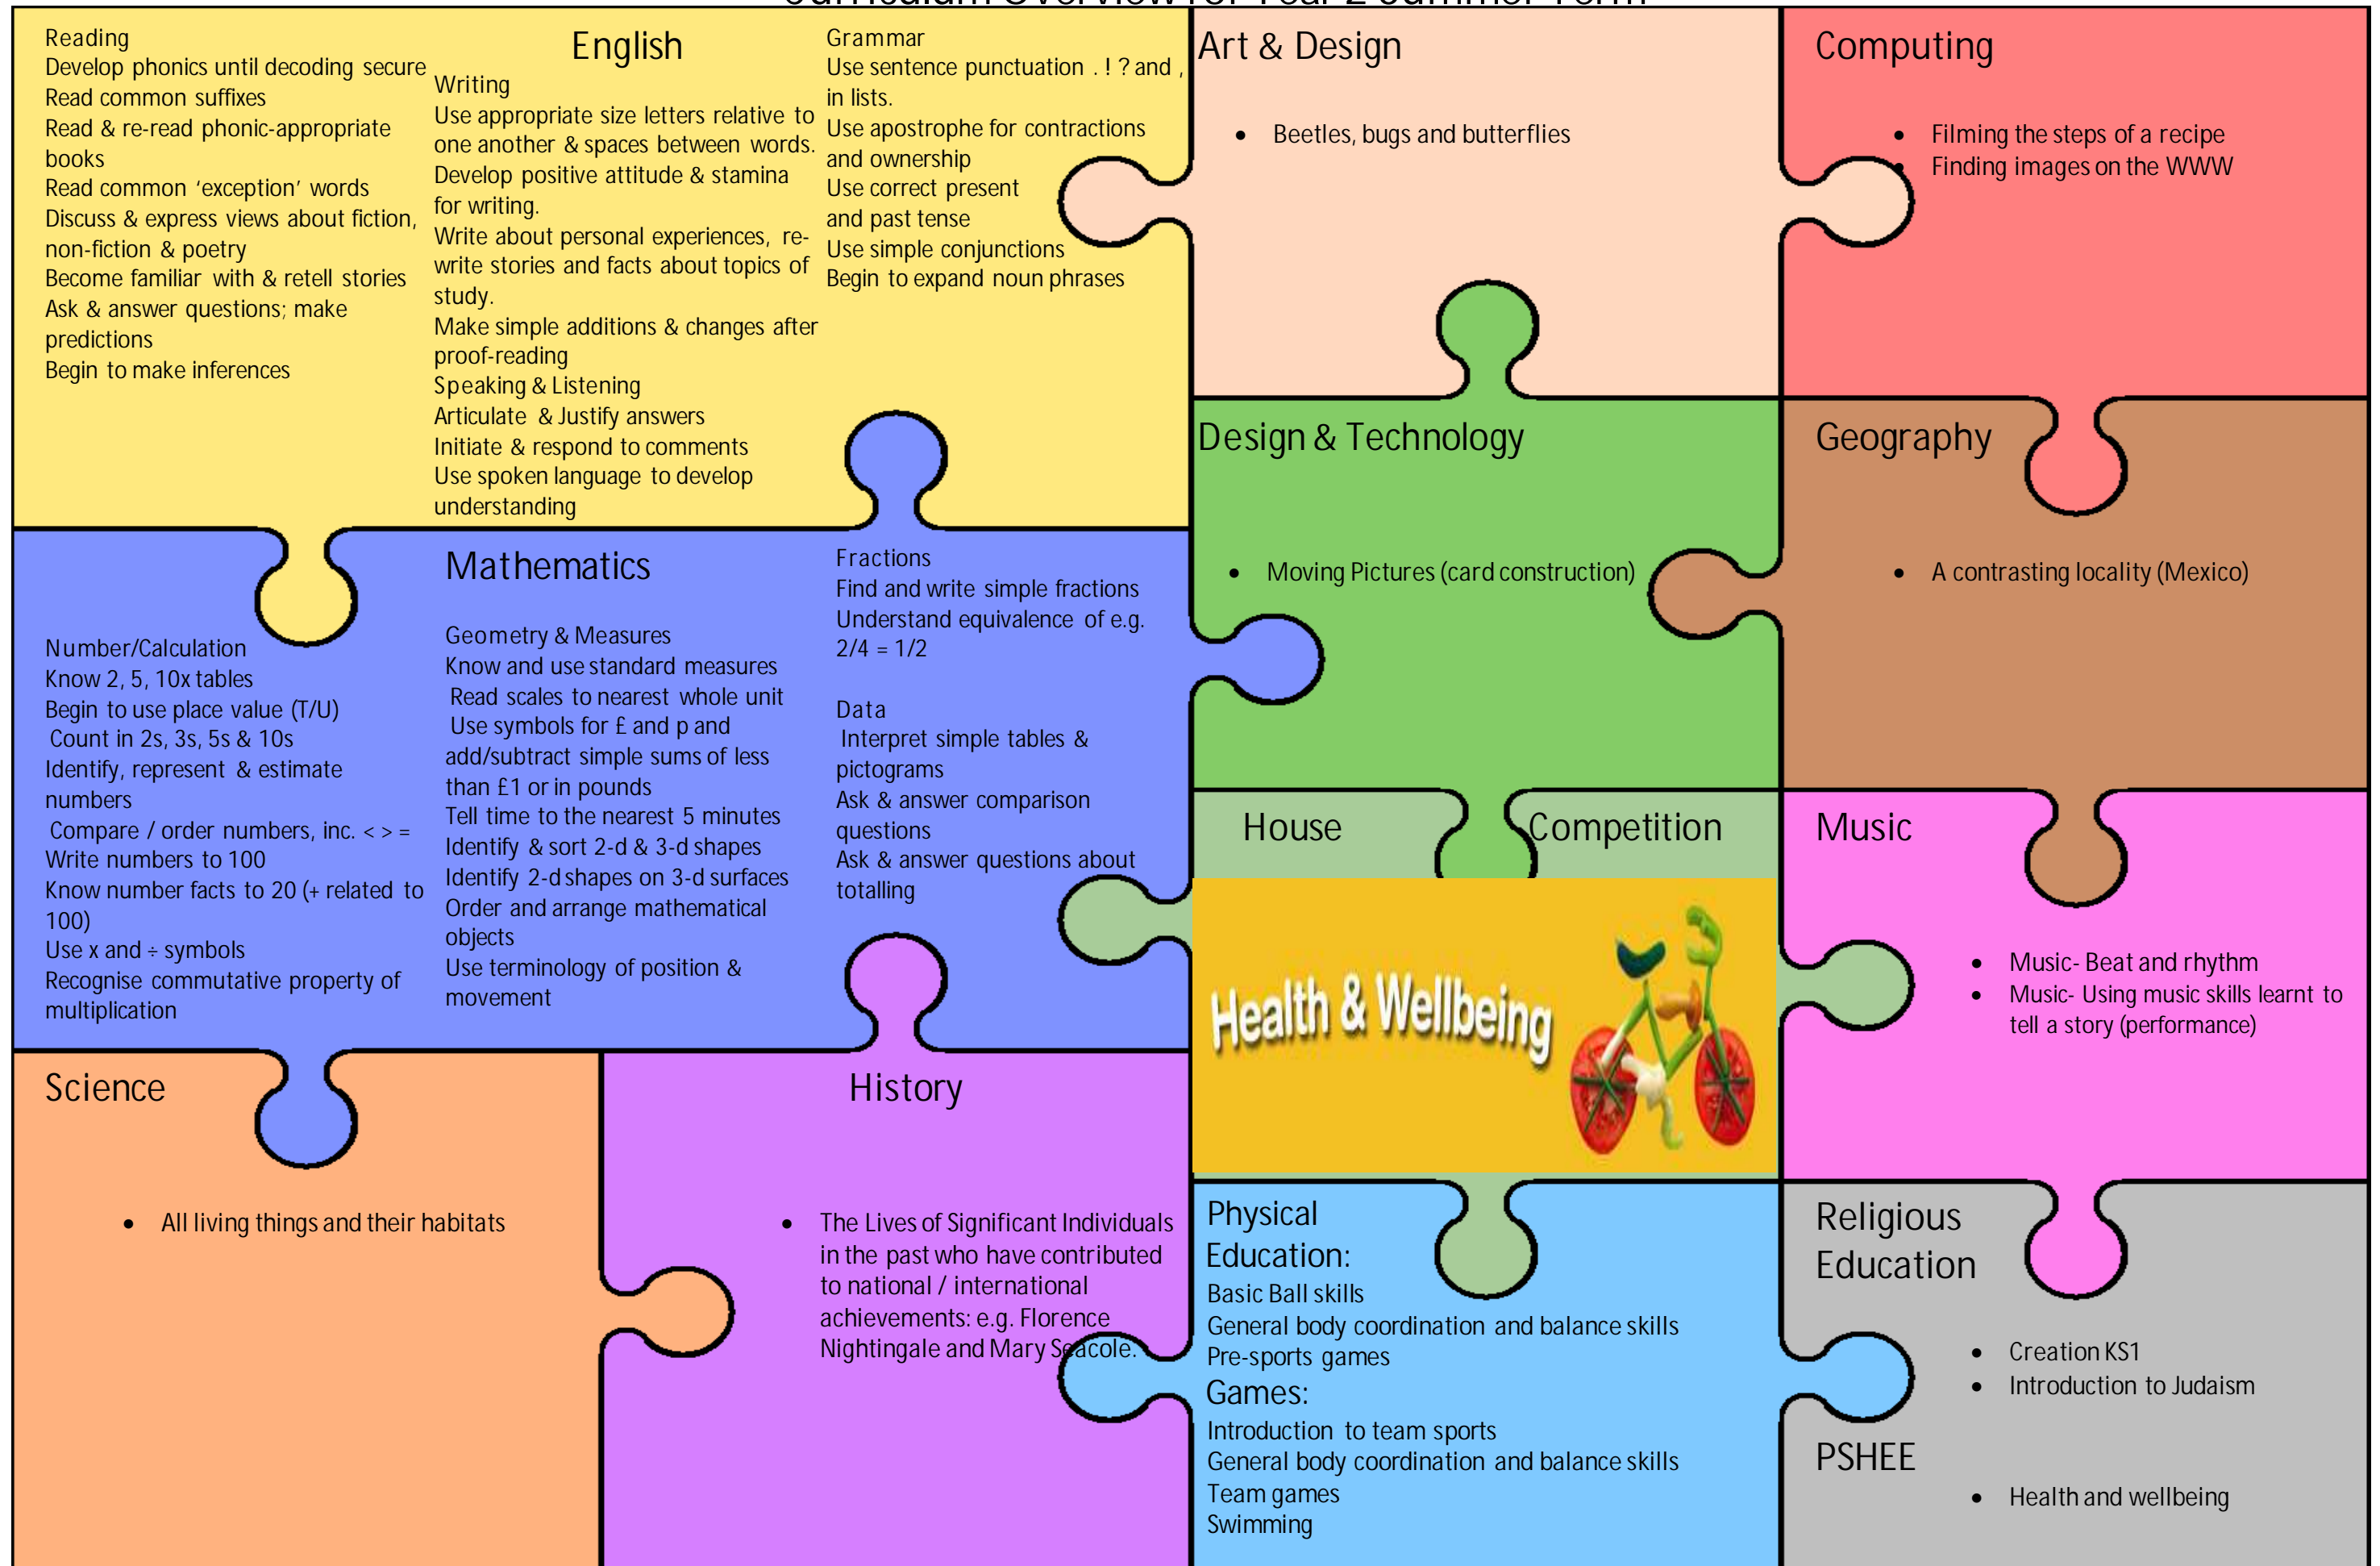 Curriculum Overview for Year 2 Summer Term
Reading
Develop phonics until decoding secure
Read common suffixes
Read & re-read phonic-appropriate
books
Read common ‘exception’ words
Discuss & express views about fiction,
non-fiction & poetry
Become familiar with & retell stories
Ask & answer questions; make
predictions
Begin to make inferences
English
Writing
Use appropriate size letters relative to
one another & spaces between words.
Develop positive attitude & stamina
for writing.
Write about personal experiences, re-
write stories and facts about topics of
study.
Make simple additions & changes after
proof-reading
Speaking & Listening
Articulate & Justify answers
Initiate & respond to comments
Use spoken language to develop
understanding
Grammar
Use sentence punctuation . ! ? and ,
in lists.
Use apostrophe for contractions
and ownership
Use correct present
and past tense
Use simple conjunctions
Begin to expand noun phrases
Art & Design
• Beetles, bugs and butterflies
Computing
• Filming the steps of a recipe
• Finding images on the WWW
Design & Technology
• Moving Pictures (card construction)
Geography
• A contrasting locality (Mexico)
Mathematics
Number/Calculation
Know 2, 5, 10x tables
Begin to use place value (T/U)
Count in 2s, 3s, 5s & 10s
Identify, represent & estimate
numbers
Compare / order numbers, inc. < > =
Write numbers to 100
Know number facts to 20 (+ related to
100)
Use x and ÷ symbols
Recognise commutative property of
multiplication
Geometry & Measures
Know and use standard measures
Read scales to nearest whole unit
Use symbols for £ and p and
add/subtract simple sums of less
than £1 or in pounds
Tell time to the nearest 5 minutes
Identify & sort 2-d & 3-d shapes
Identify 2-d shapes on 3-d surfaces
Order and arrange mathematical
objects
Use terminology of position &
movement
Fractions
Find and write simple fractions
Understand equivalence of e.g.
2/4 = 1/2
Data
Interpret simple tables &
pictograms
Ask & answer comparison
questions
Ask & answer questions about
totalling
House Competition
Health & Wellbeing
Music
• Music- Beat and rhythm
• Music- Using music skills learnt to
tell a story (performance)
Science
• All living things and their habitats
History
• The Lives of Significant Individuals
in the past who have contributed
to national / international
achievements: e.g. Florence
Nightingale and Mary Seacole.
Physical
Education:
Basic Ball skills
General body coordination and balance skills
Pre-sports games
Games:
Introduction to team sports
General body coordination and balance skills
Team games
Swimming
Religious
Education
• Creation KS1
• Introduction to Judaism
PSHEE
• Health and wellbeing